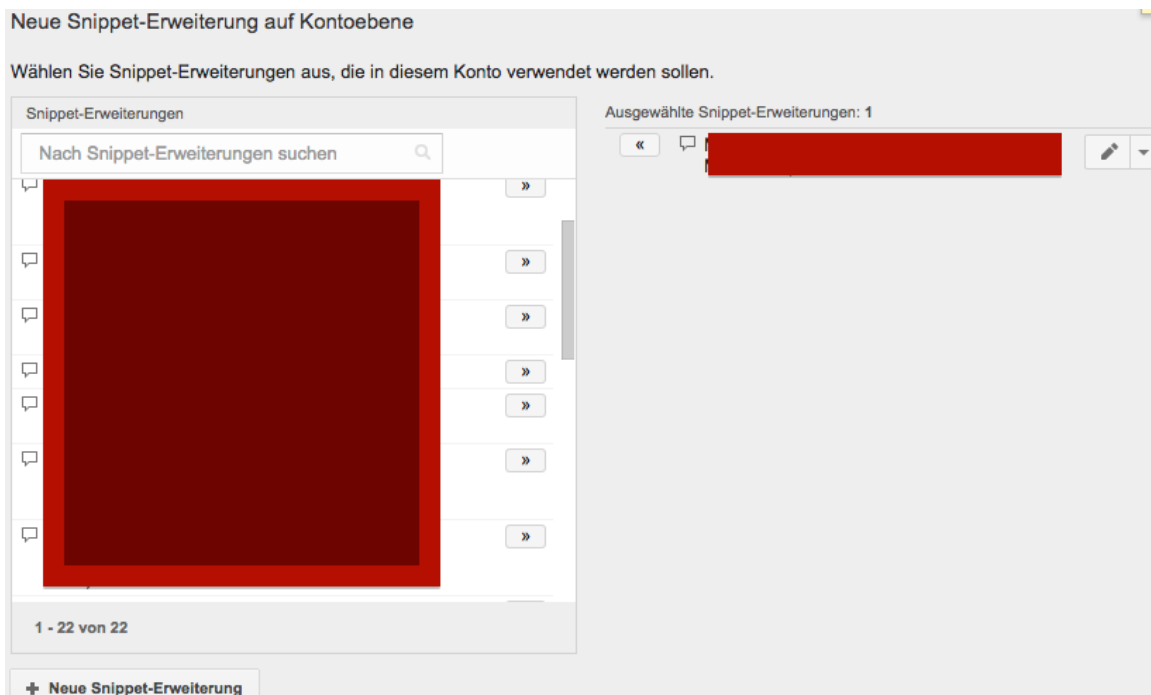 Neue Snippet-Erweiterung auf Kontoebene
Wählen Sie Snippet-Erweiterungen aus, die in diesem Konto verwendet werden sollen.
Snippet-Erweiterungen
Nach Snippet-Erweiterungen suchen
»
»
»
»
»
»
»
1 - 22 von 22
+ Neue Snippet-Erweiterung
Ausgewählte Snippet-Erweiterungen: 1
«